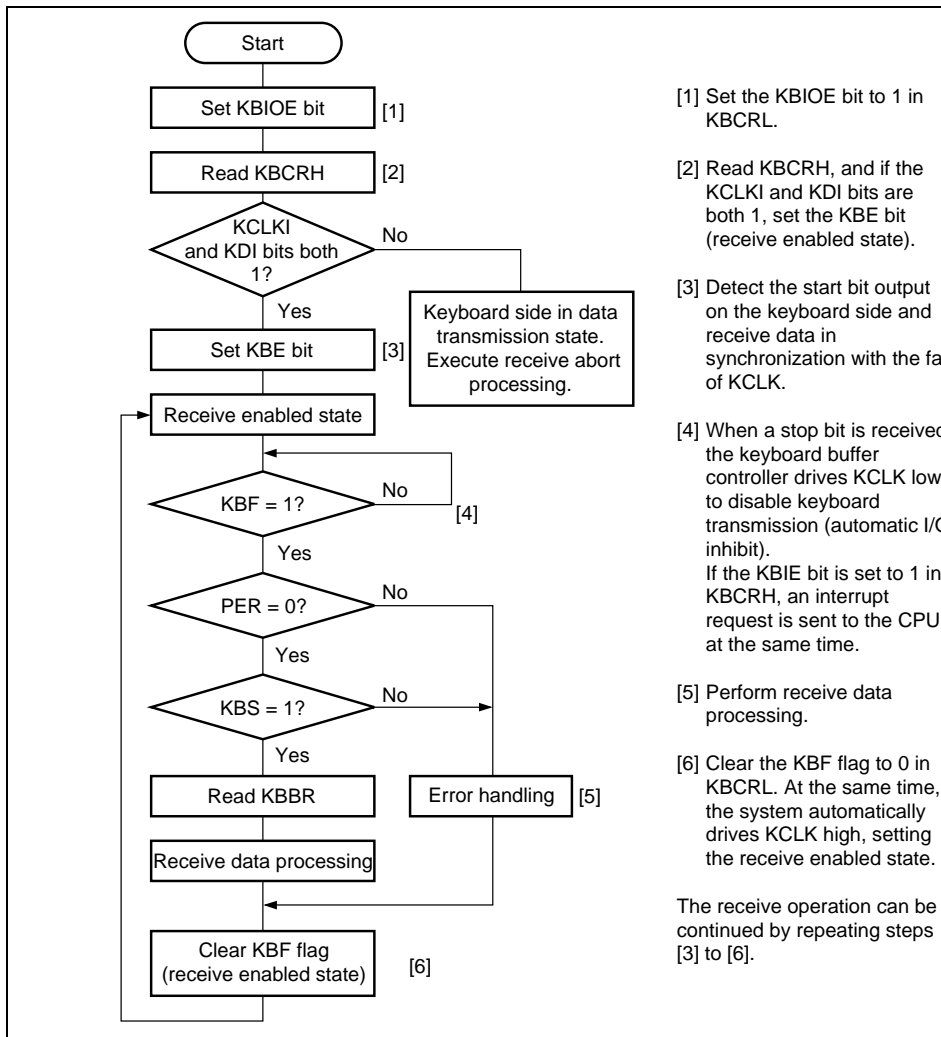 Start
Set KBIOE bit
[1]
Read KBCRH
[2]
KCLKI
and KDI bits both
1?
No
Yes
Keyboard side in data
transmission state.
Execute receive abort
processing.
Set KBE bit
[3]
Receive enabled state
KBF = 1?
No
[4]
Yes
PER = 0?
No
Yes
KBS = 1?
No
Yes
Read KBBR
Error handling
[5]
Receive data processing
Clear KBF flag
(receive enabled state)
[6]
[1] Set the KBIOE bit to 1 in
KBCRL.
[2] Read KBCRH, and if the
KCLKI and KDI bits are
both 1, set the KBE bit
(receive enabled state).
[3] Detect the start bit output
on the keyboard side and
receive data in
synchronization with the
of KCLK.
[4] When a stop bit is received
the keyboard buffer
controller drives KCLK low
to disable keyboard
transmission (automatic
inhibit).
If the KBIE bit is set to 1 in
KBCRH, an interrupt
request is sent to the CPU
at the same time.
[5] Perform receive data
processing.
[6] Clear the KBF flag to 0 in
KBCRL. At the same time,
the system automatically
drives KCLK high, setting
the receive enabled state.
The receive operation can be
continued by repeating steps
[3] to [6].